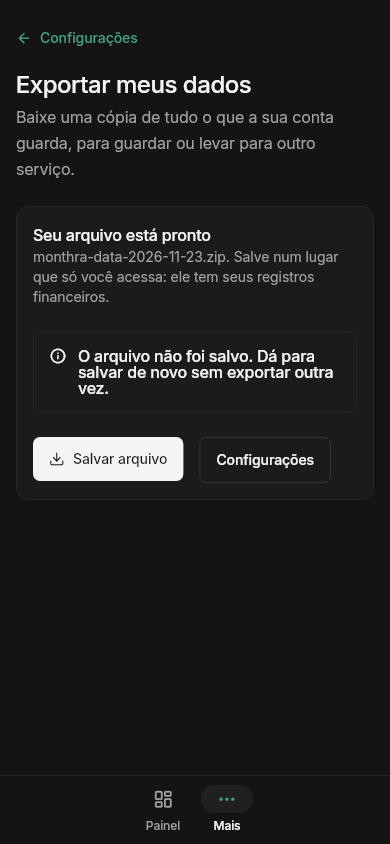 Configurações
Exportar meus dados
Baixe uma cópia de tudo o que a sua conta
guarda, para guardar ou levar para outro
serviço.
Seu arquivo está pronto
monthra-data-2026-11-23.zip. Salve num lugar
que só você acessa: ele tem seus registros
financeiros.
O arquivo não foi salvo. Dá para
salvar de novo sem exportar outra
vez.
Salvar arquivo
Configurações
Painel
Mais